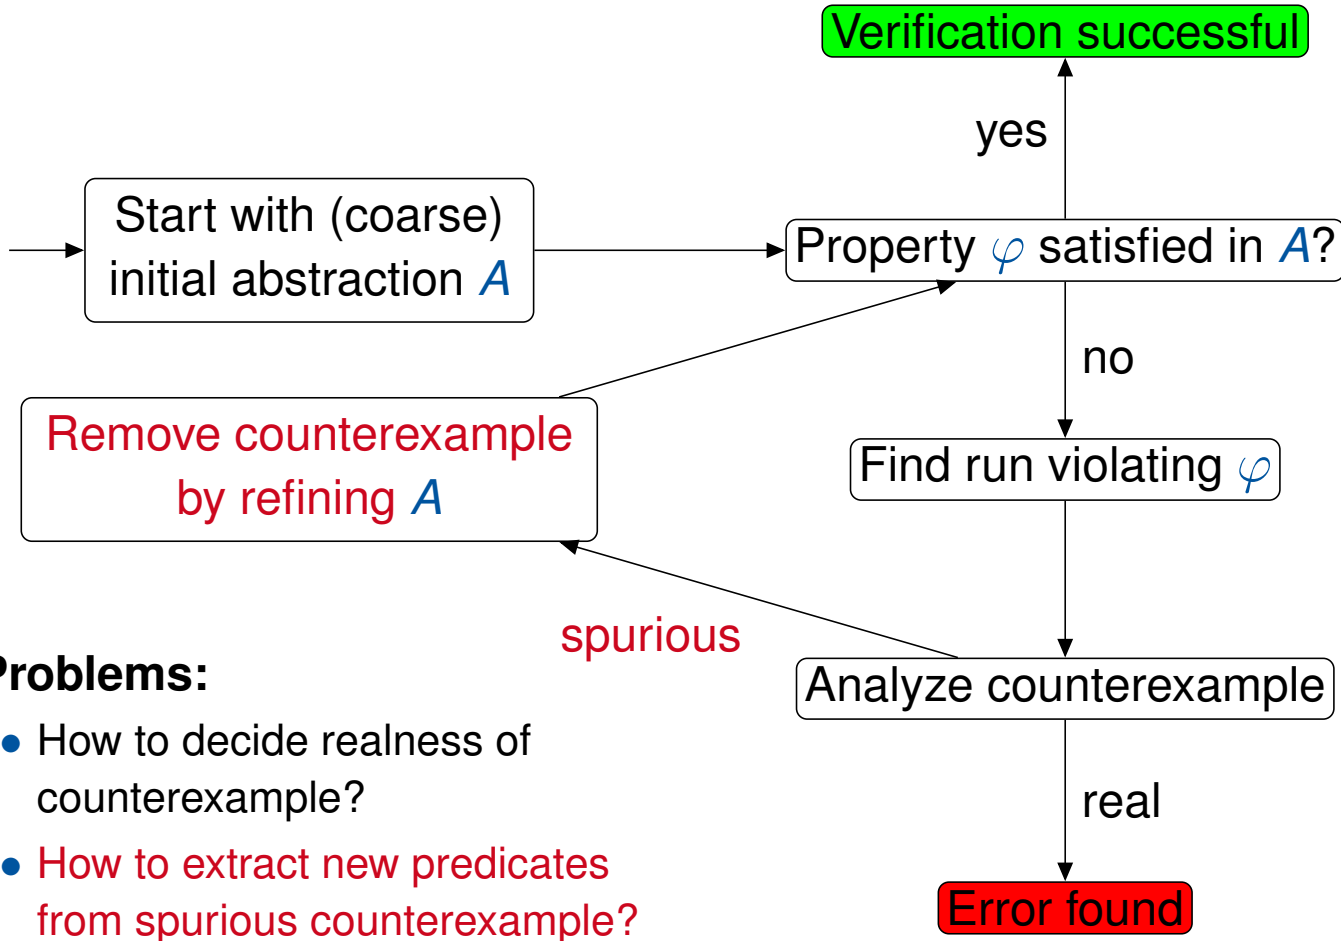 Verification successful
yes
Start with (coarse)
initial abstraction A
Property φ satisfied in A?
no
Remove counterexample
by refining A
Find run violating φ
spurious
Problems:
Analyze counterexample
• How to decide realness of
counterexample?
real
• How to extract new predicates
from spurious counterexample?
Error found